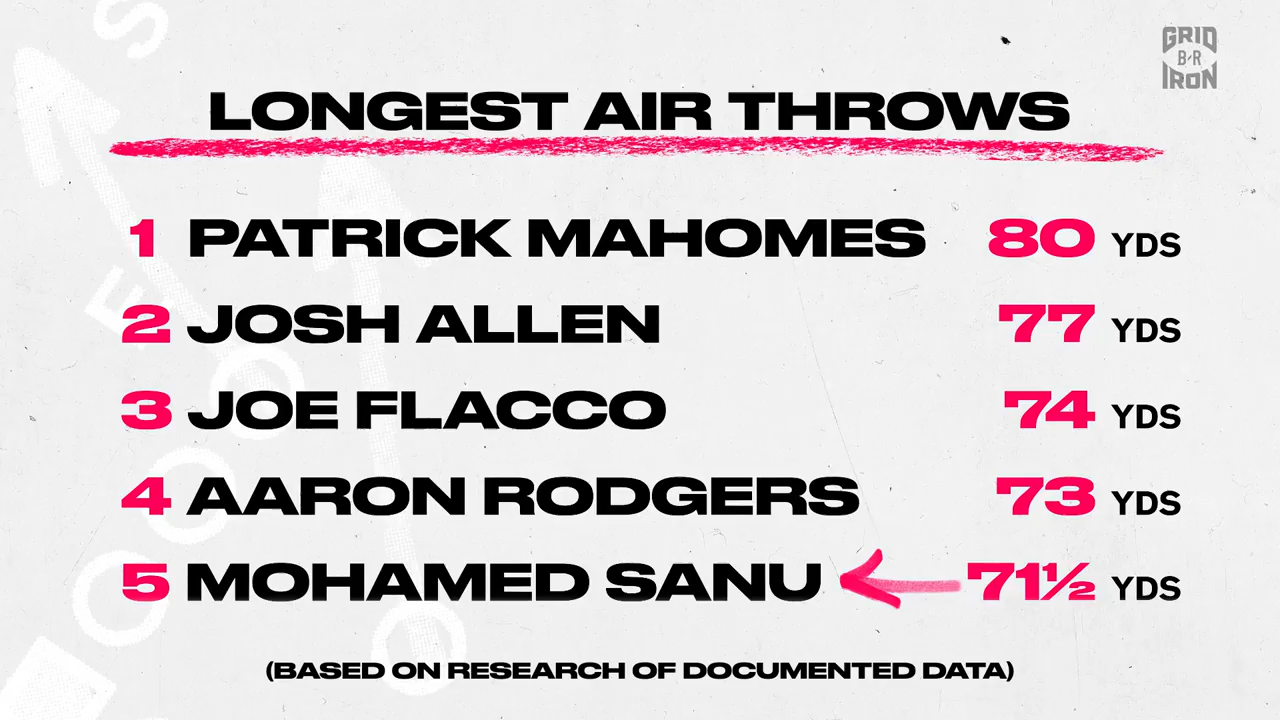 GRID
B/R
IRON
LONGEST AIR THROWS
1 PATRICK MAHOMES 80 YDS
2 JOSH ALLEN 77 YDS
3 JOE FLACCO 74 YDS
4 AARON RODGERS 73 YDS
5 MOHAMED SANU 71½ YDS
(BASED ON RESEARCH OF DOCUMENTED DATA)